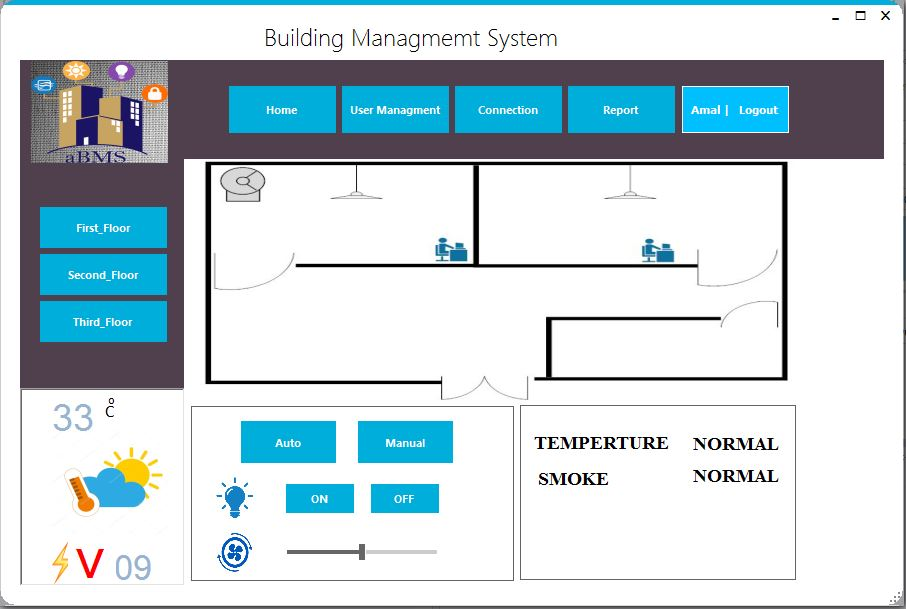 Building Managmemt System
aBMS
Home
User Managment
Connection
Report
Amal | Logout
First_Floor
Second_Floor
Third_Floor
33 °C
V 09
Auto
Manual
ON
OFF
TEMPERTURE NORMAL
SMOKE NORMAL